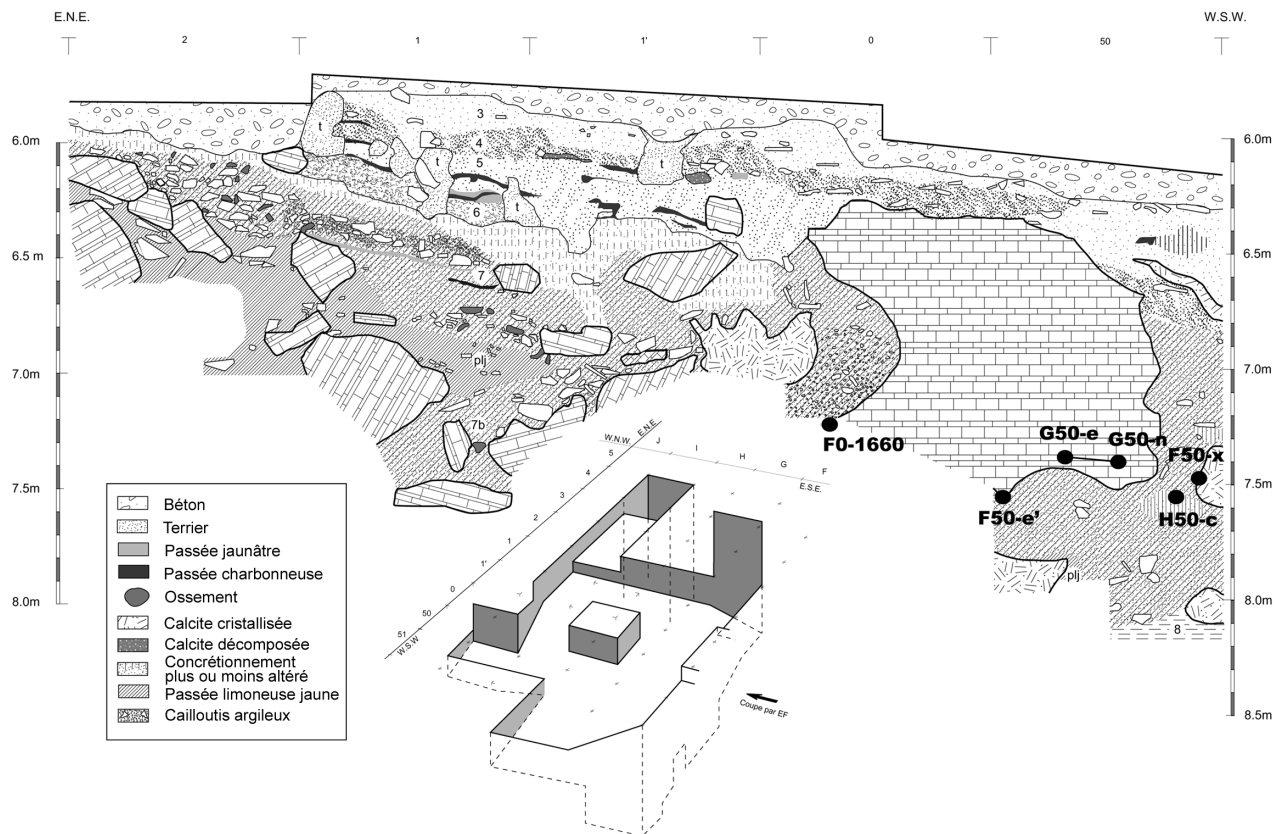 E.N.E.
W.S.W.
2
1
1'
0
50
6.0m
6.5 m
7.0m
7.5m
8.0m
6.0m
6.5m
7.0m
7.5m
8.0m
8.5m
3
t
4
5
t
t
6
t
7
plj
7b
F0-1660
G50-e
G50-n
F50-x
F50-e'
H50-c
plj
8
Béton
Terrier
Passée jaunâtre
Passée charbonneuse
Ossement
Calcite cristallisée
Calcite décomposée
Concrétionnement
plus ou moins altéré
Passée limoneuse jaune
Cailloutis argileux
W.N.W.
E.N.E.
J
I
H
G
F
E.S.E.
5
4
3
2
1
1'
0
50
51
W.S.W
Coupe par EF